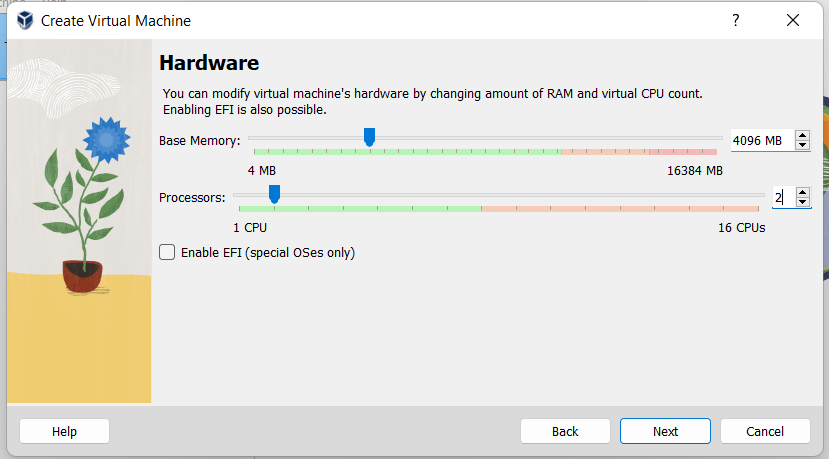 Create Virtual Machine
?
Hardware
You can modify virtual machine's hardware by changing amount of RAM and virtual CPU count.
Enabling EFI is also possible.
Base Memory:
4096 MB
4 MB
16384 MB
Processors:
2
1 CPU
16 CPUs
Enable EFI (special OSes only)
Help
Back
Next
Cancel